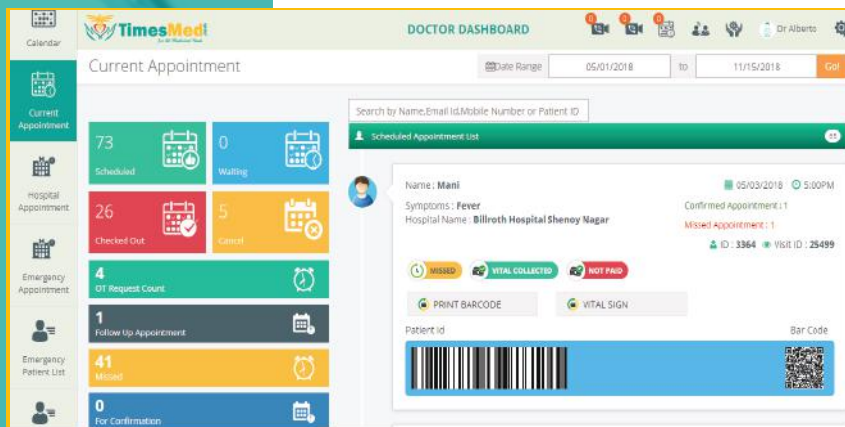 Calendar
TimesMed
DOCTOR DASHBOARD
0
0
0
Dr Alberto
Current Appointment
Date Range
05/01/2018
to
11/15/2018
Go!
Current
Appointment
Hospital
Appointment
Emergency
Appointment
Emergency
Patient List
73
Scheduled
0
Waiting
26
Checked Out
5
Cancel
4
OT Request Count
1
Follow Up Appointment
41
Missed
0
For Confirmation
Search by Name,Email Id,Mobile Number or Patient ID
Scheduled Appointment List
Name : Mani
05/03/2018 5:00PM
Symptoms : Fever
Confirmed Appointment : 1
Hospital Name : Billroth Hospital Shenoy Nagar
Missed Appointment : 1
ID : 3364 Visit ID : 25499
MISSED
VITAL COLLECTED
NOT PAID
PRINT BARCODE
VITAL SIGN
Patient Id
Bar Code